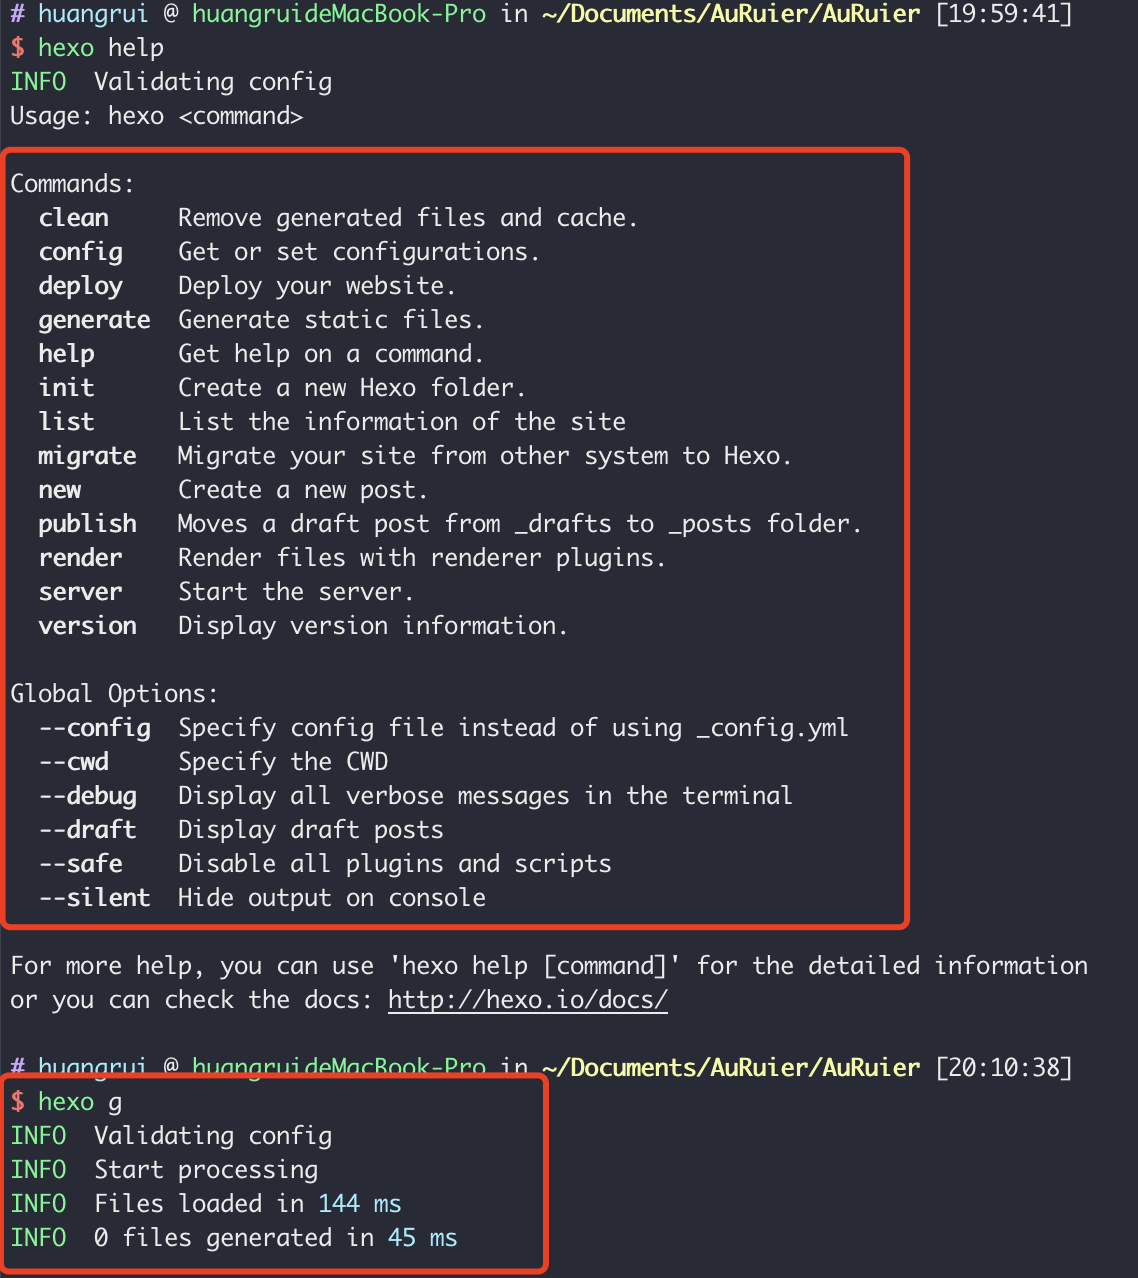 # huangrui @ huangruideMacBook-Pro in ~/Documents/AuRuier/AuRuier [19:59:41]
$ hexo help
INFO  Validating config
Usage: hexo <command>

Commands:
  clean     Remove generated files and cache.
  config    Get or set configurations.
  deploy    Deploy your website.
  generate  Generate static files.
  help      Get help on a command.
  init      Create a new Hexo folder.
  list      List the information of the site
  migrate   Migrate your site from other system to Hexo.
  new       Create a new post.
  publish   Moves a draft post from _drafts to _posts folder.
  render    Render files with renderer plugins.
  server    Start the server.
  version   Display version information.

Global Options:
  --config  Specify config file instead of using _config.yml
  --cwd     Specify the CWD
  --debug   Display all verbose messages in the terminal
  --draft   Display draft posts
  --safe    Disable all plugins and scripts
  --silent  Hide output on console

For more help, you can use 'hexo help [command]' for the detailed information
or you can check the docs: http://hexo.io/docs/

# huangrui @ huangruideMacBook-Pro in ~/Documents/AuRuier/AuRuier [20:10:38]
$ hexo g
INFO  Validating config
INFO  Start processing
INFO  Files loaded in 144 ms
INFO  0 files generated in 45 ms